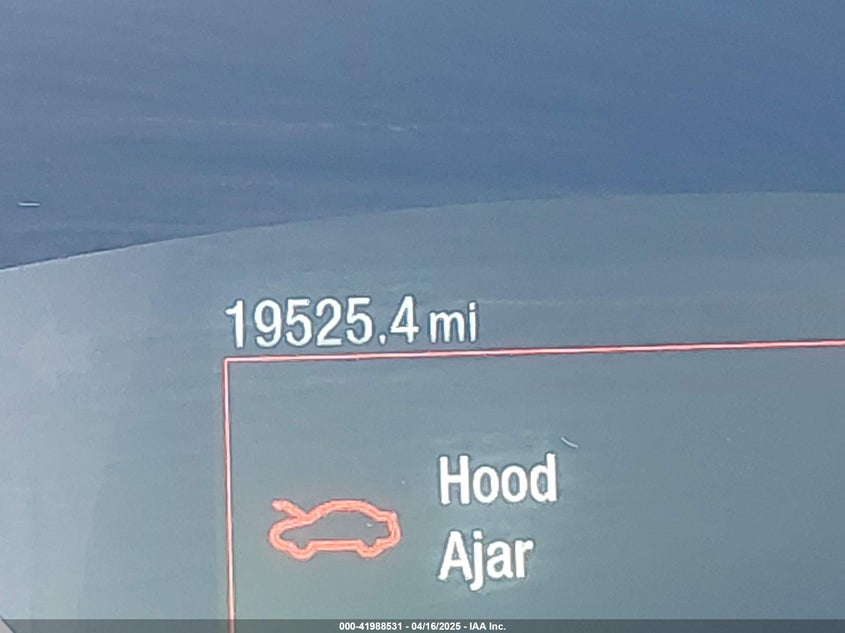 19525.4 mi
Hood
Ajar
000-41988531 - 04/16/2025 - IAA Inc.